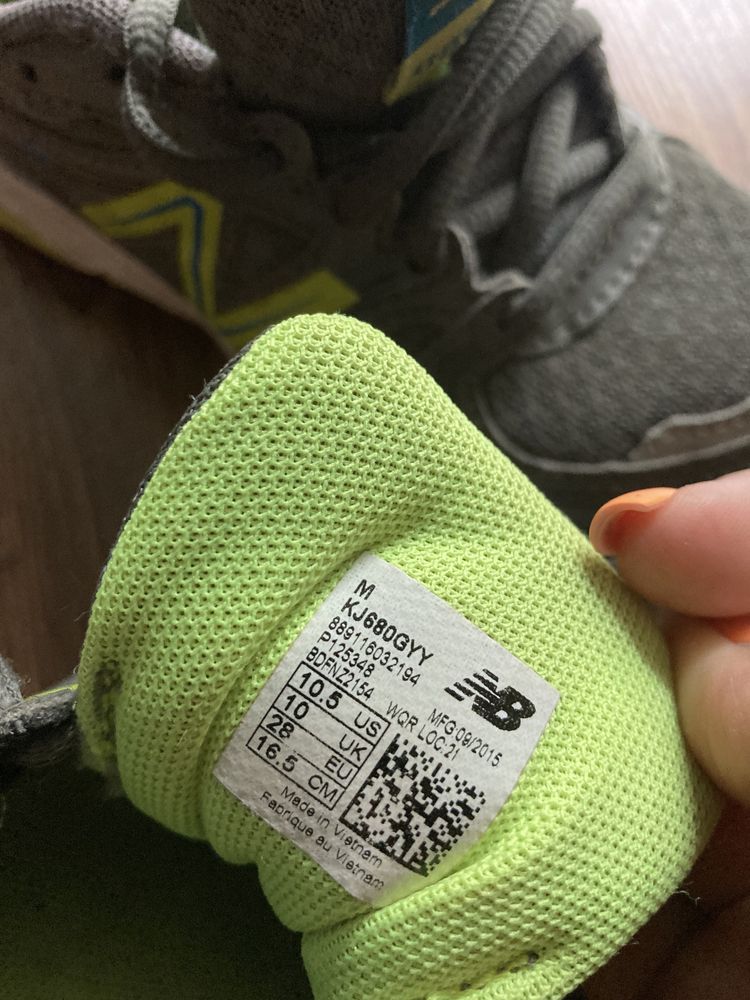 M
KJ680GYY
889116032194
P125348
BDFNZ2154
NB
MFG:09/2015
WQR LOC:21
10.5 US
10 UK
28 EU
16.5 CM
Made in Vietnam
Fabrique au Vietnam